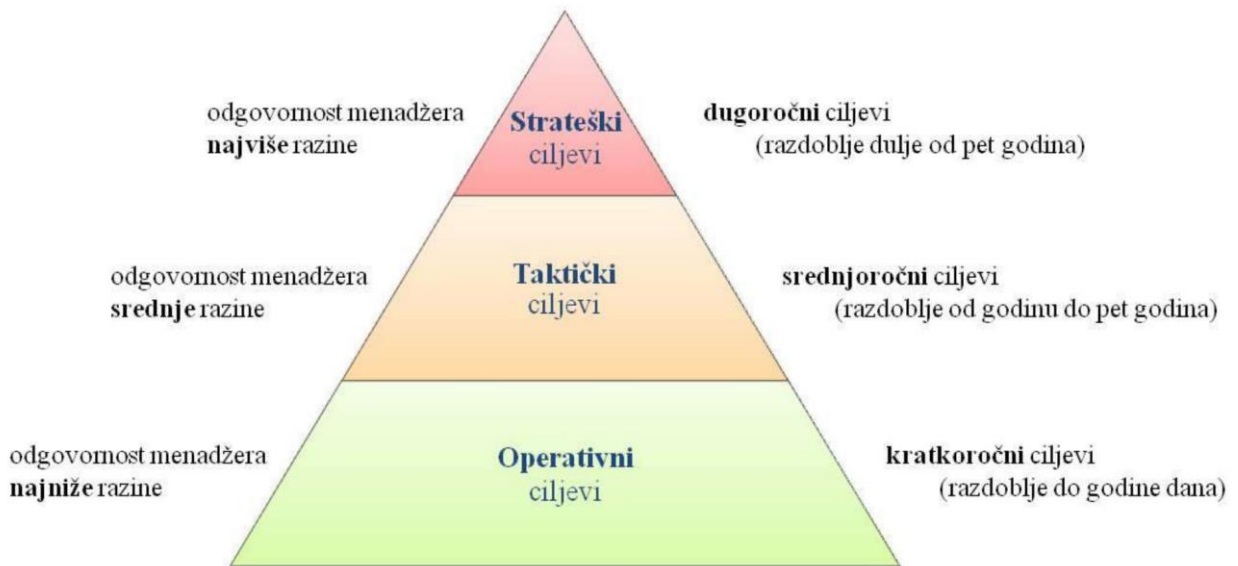 odgovornost menadžera
najviše razine
Strateški
ciljevi
dugoročni ciljevi
(razdoblje dulje od pet godina)
odgovornost menadžera
srednje razine
Taktički
ciljevi
srednjoročni ciljevi
(razdoblje od godinu do pet godina)
odgovornost menadžera
najniže razine
Operativni
ciljevi
kratkoročni ciljevi
(razdoblje do godine dana)